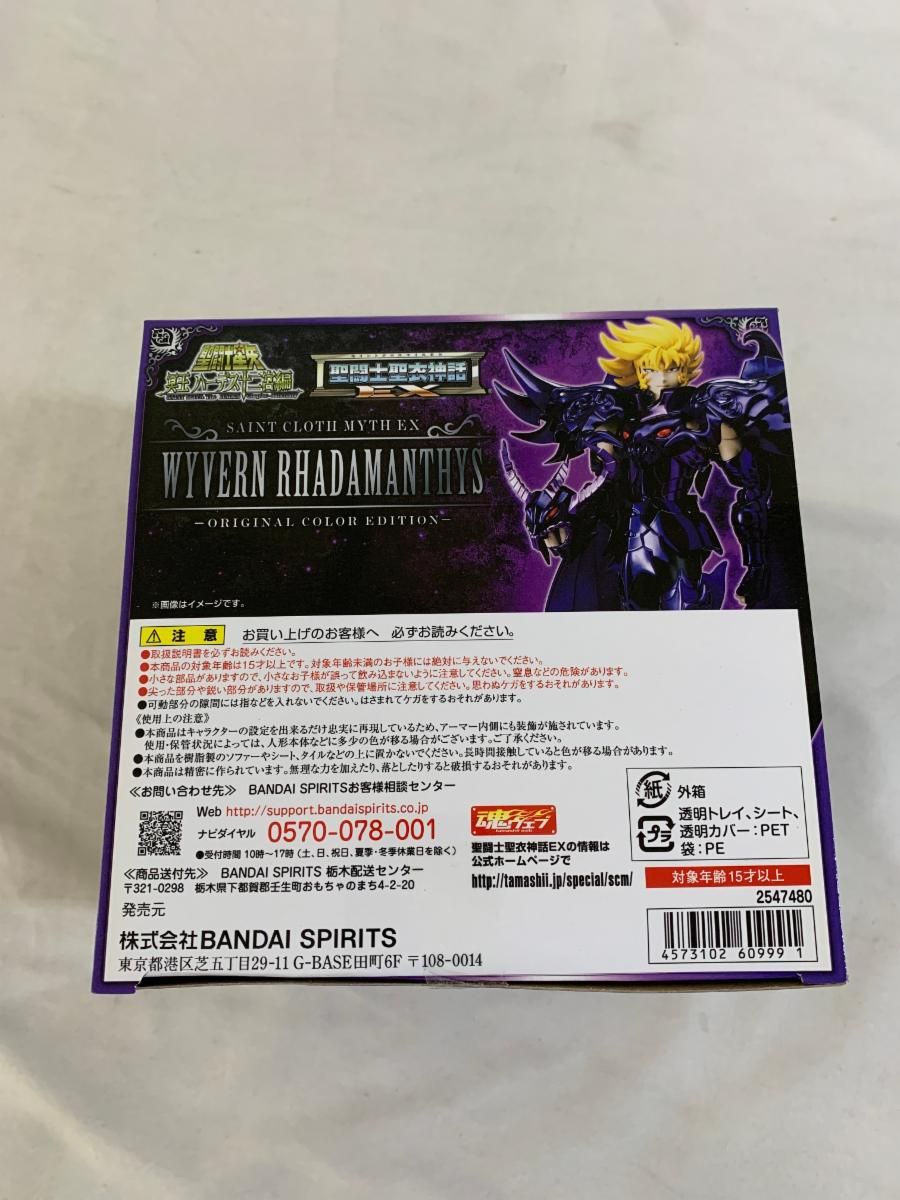 聖闘士星矢
冥王ハーデス十二宮編
聖闘士聖衣神話
EX
SAINT CLOTH MYTH EX
WYVERN RHADAMANTHYS
−ORIGINAL COLOR EDITION−
※画像はイメージです。
注意 お買い上げのお客様へ 必ずお読みください。
●取扱説明書を必ずお読みください。
●本商品の対象年齢は15才以上です。対象年齢未満のお子様には絶対に与えないでください。
●小さな部品がありますので、小さなお子様が誤って飲み込まないように注意してください。窒息などの危険があります。
●尖った部分や鋭い部分がありますので、取扱や保管場所に注意してください。思わぬケガをするおそれがあります。
●可動部分の隙間には指などを入れないでください。はさまれてケガをするおそれがあります。
《使用上の注意》
●本商品はキャラクターの設定を出来るだけ忠実に再現しているため、アーマー内側にも装飾が施されています。
使用・保管状況によっては、人形本体などに多少の色が移る場合がございます。ご了承ください。
●本商品を樹脂製のソファーやシート、タイルなどの上に置かないでください。長時間接触していると色が移る場合があります。
●本商品は精密に作られています。無理な力を加えたり、落としたりすると破損するおそれがあります。
≪お問い合わせ先≫ BANDAI SPIRITSお客様相談センター
Web http://support.bandaispirits.co.jp
ナビダイヤル 0570-078-001
●受付時間 10時〜17時(土、日、祝日、夏季・冬季休業日を除く)
≪商品送付先≫ BANDAI SPIRITS 栃木配送センター
〒321-0298 栃木県下都賀郡壬生町おもちゃのまち4-2-20
発売元
株式会社BANDAI SPIRITS
東京都港区芝五丁目29-11 G-BASE田町6F 〒108-0014
魂ウェブ
tamashii web
聖闘士聖衣神話EXの情報は
公式ホームページで
http://tamashii.jp/special/scm/
紙 外箱
プラ 透明トレイ、シート、
透明カバー：PET
袋：PE
対象年齢15才以上
2547480
4573102 60999 1